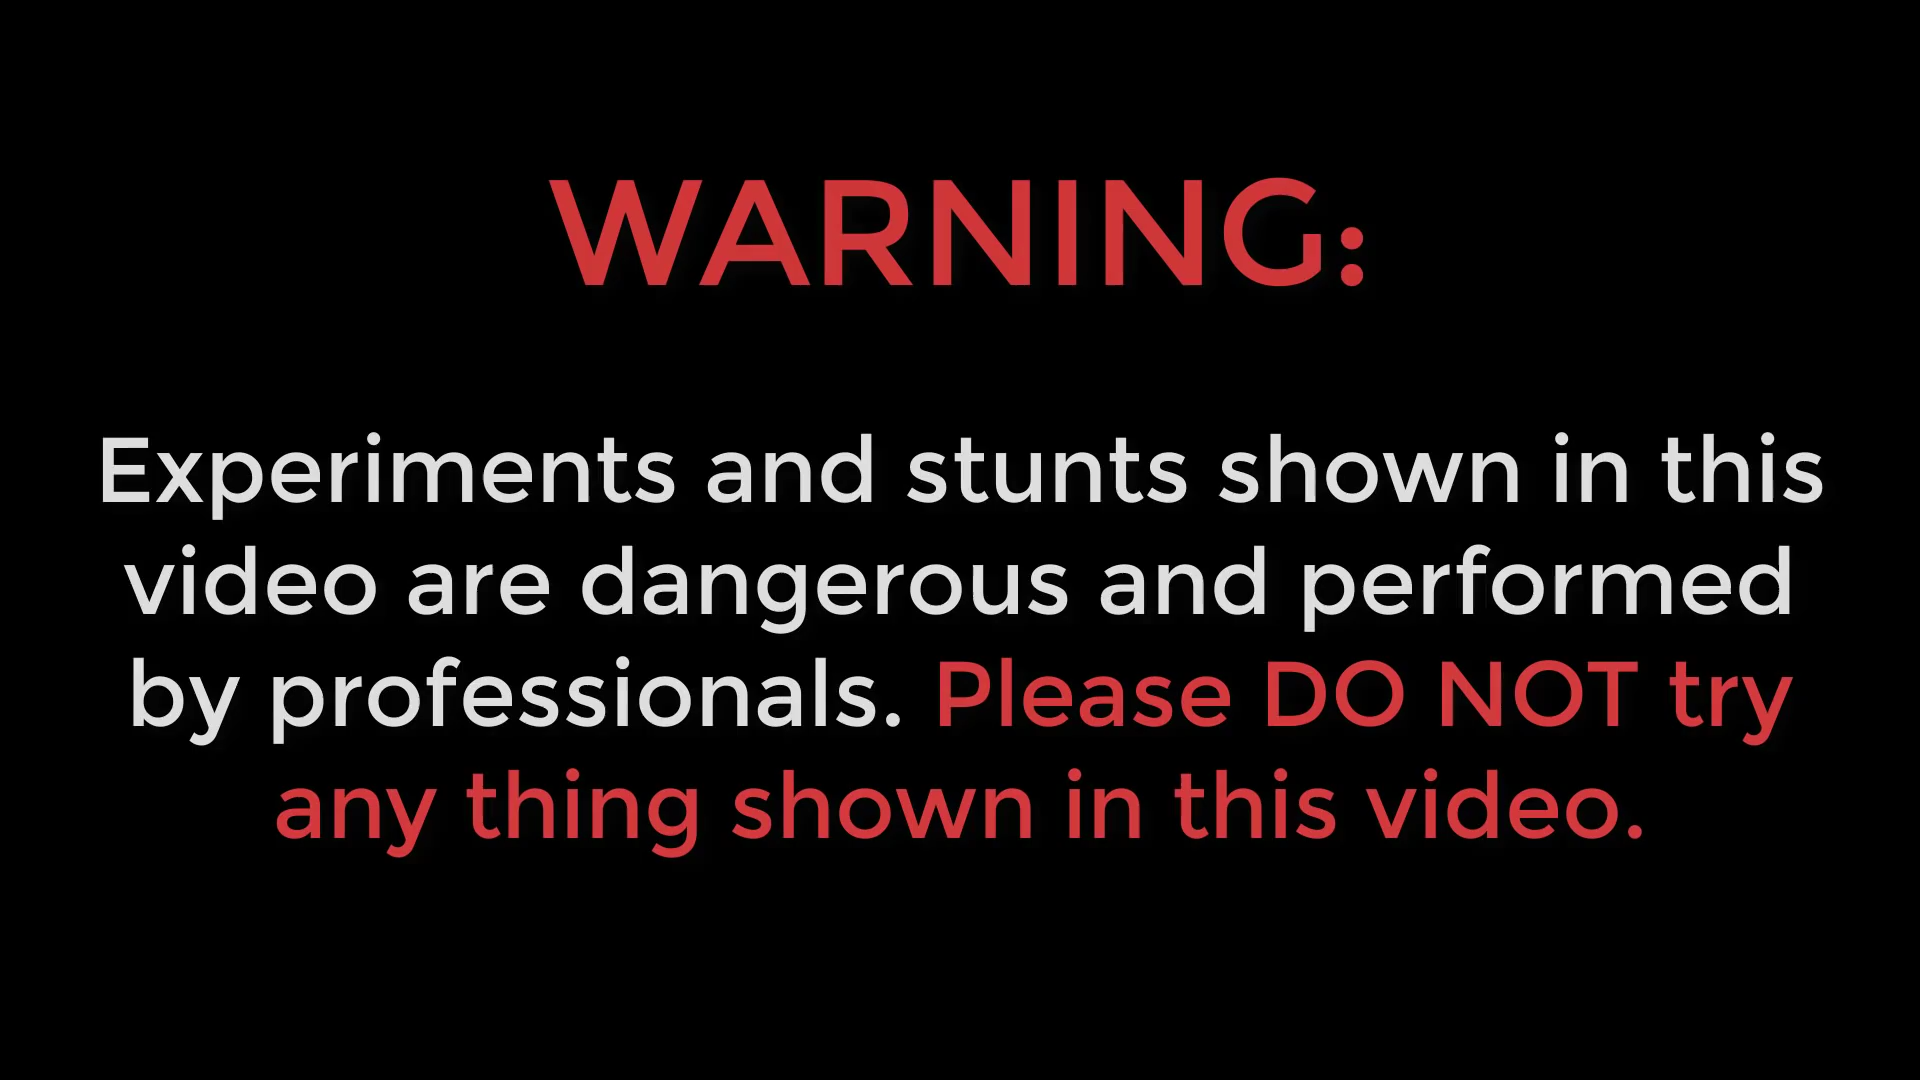 WARNING:
Experiments and stunts shown in this
video are dangerous and performed
by professionals. Please DO NOT try
any thing shown in this video.